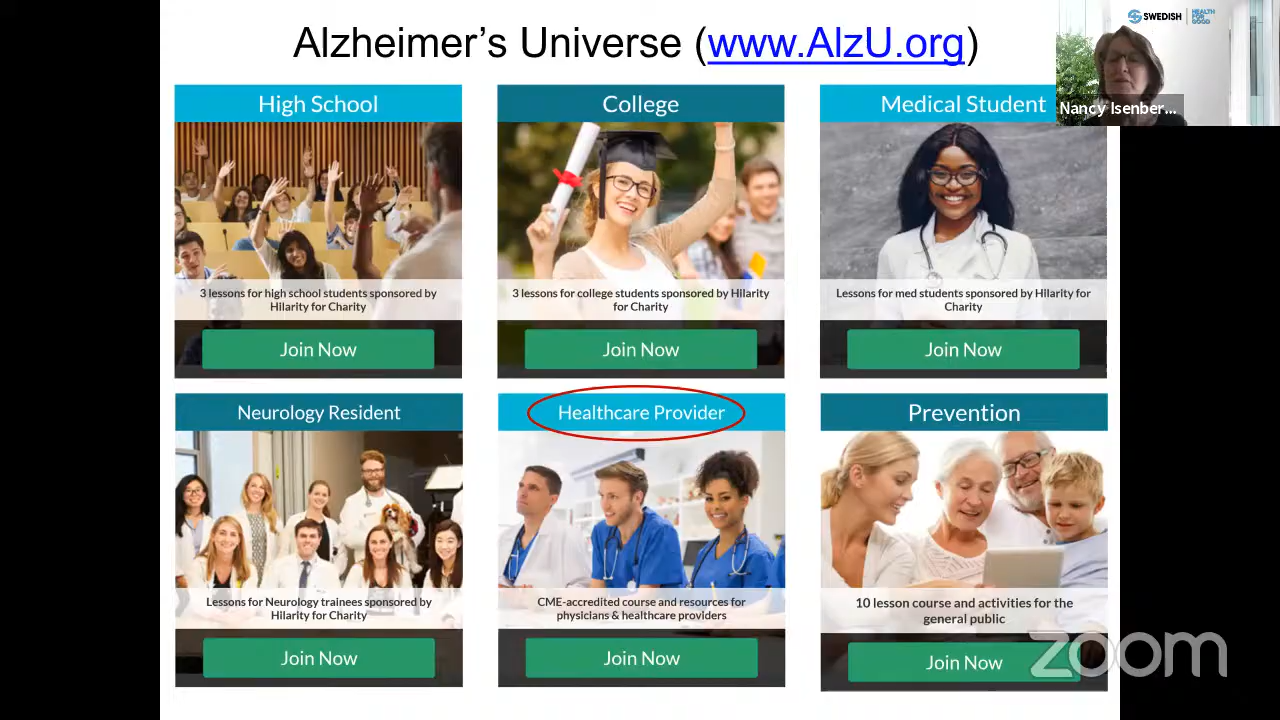 Alzheimer’s Universe (www.AlzU.org)
SWEDISH
HEALTH
FOR
GOOD
Nancy Isenber...
High School
3 lessons for high school students sponsored by
Hilarity for Charity
Join Now
College
3 lessons for college students sponsored by Hilarity
for Charity
Join Now
Medical Student
Lessons for med students sponsored by Hilarity for
Charity
Join Now
Neurology Resident
Lessons for Neurology trainees sponsored by
Hilarity for Charity
Join Now
Healthcare Provider
CME-accredited course and resources for
physicians & healthcare providers
Join Now
Prevention
10 lesson course and activities for the
general public
Join Now
zoom